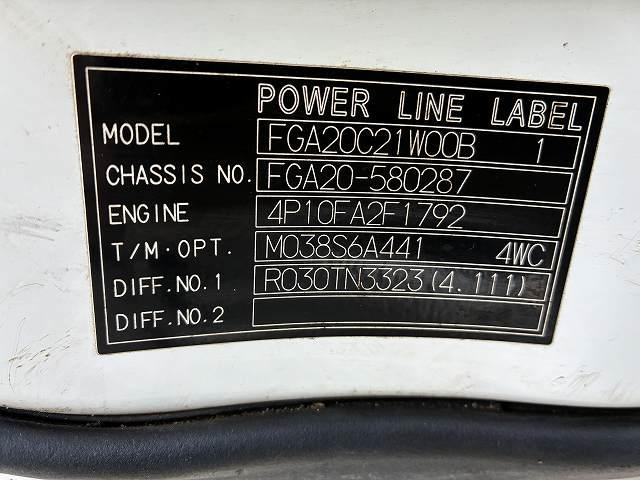 POWER LINE LABEL
MODEL FGA20C21W00B 1
CHASSIS NO. FGA20-580287
ENGINE 4P10FA2F1792
T/M·OPT. M038S6A441 4WC
DIFF.NO.1 R030TN3323(4.111)
DIFF.NO.2